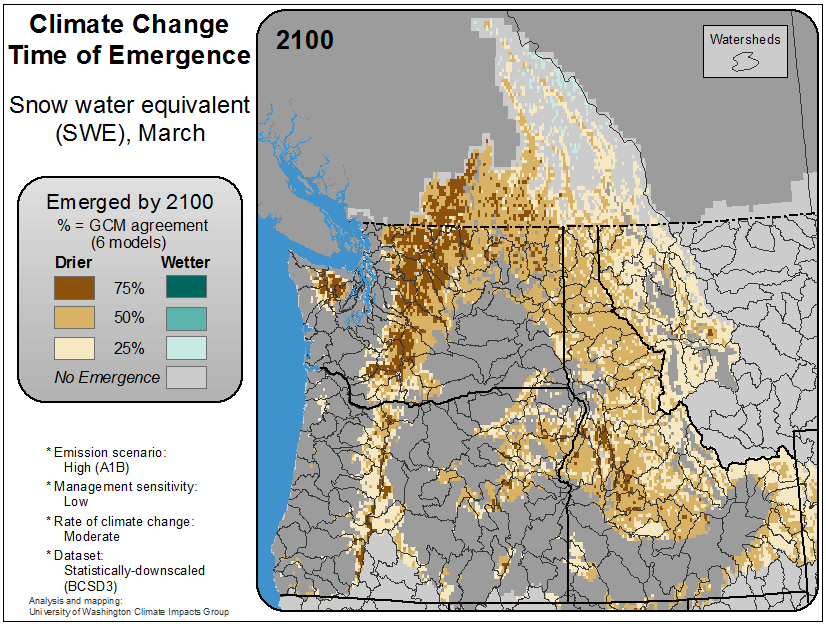 Climate Change
Time of Emergence
Snow water equivalent
(SWE), March
Emerged by 2100
% = GCM agreement
(6 models)
Drier Wetter
75%
50%
25%
No Emergence
* Emission scenario:
High (A1B)
* Management sensitivity:
Low
* Rate of climate change:
Moderate
* Dataset:
Statistically-downscaled
(BCSD3)
Analysis and mapping:
University of Washington Climate Impacts Group
2100
Watersheds